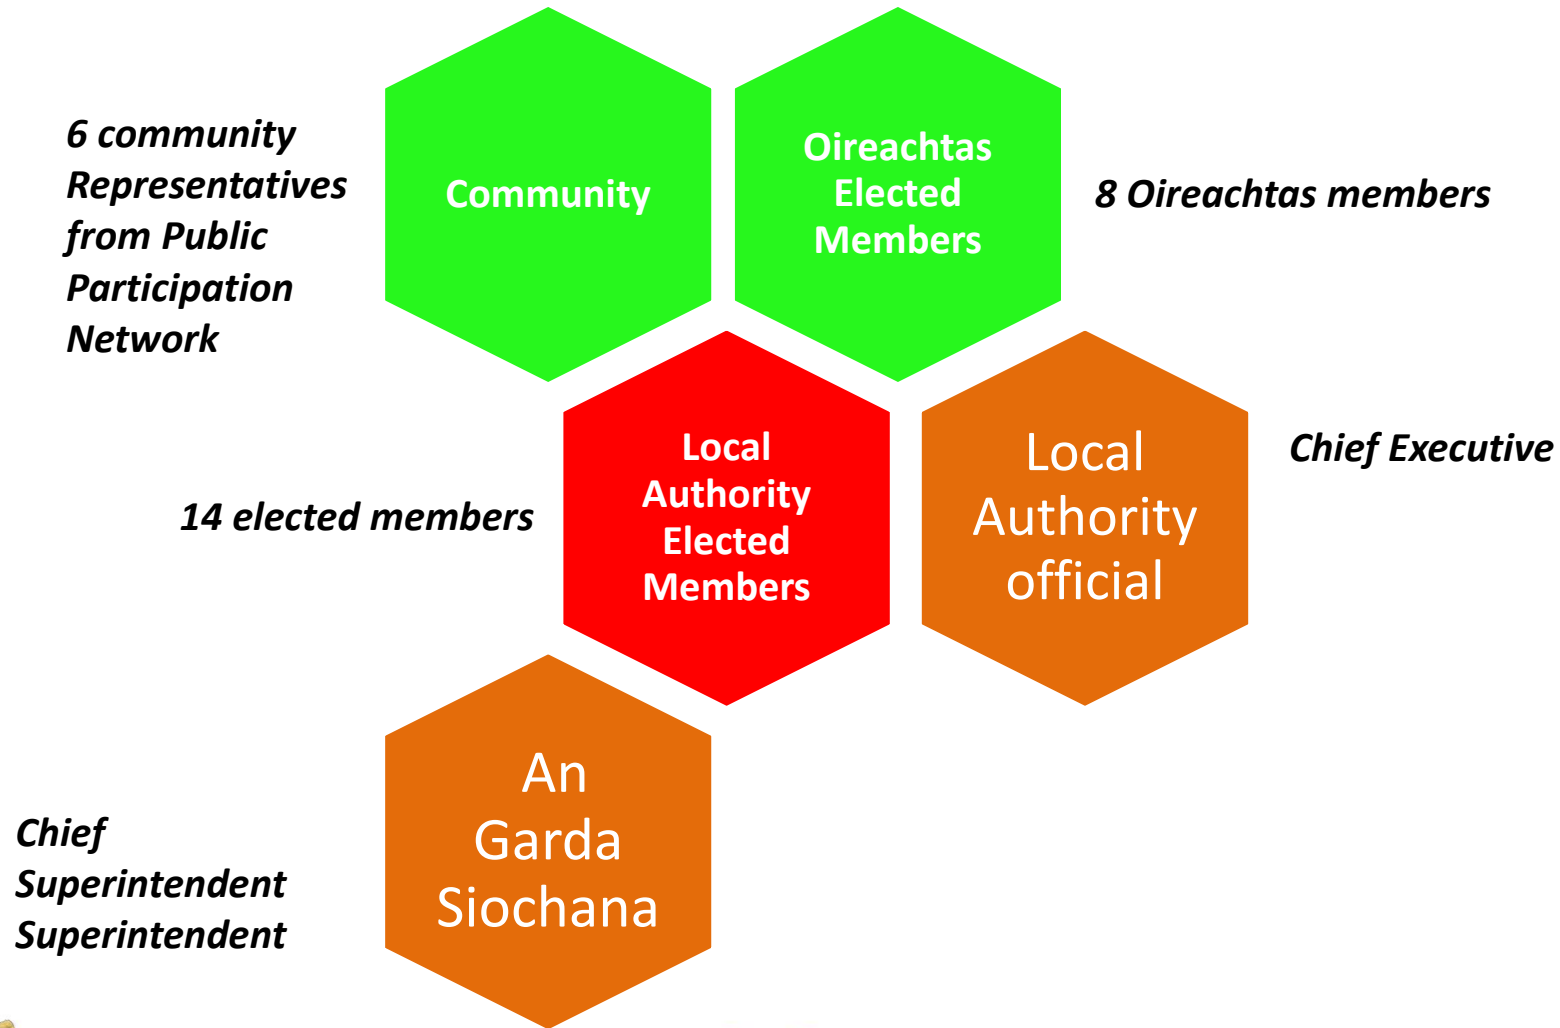 6 community
Representatives
from Public
Participation
Network
Community
Oireachtas
Elected
Members
8 Oireachtas members
14 elected members
Local
Authority
Elected
Members
Local
Authority
official
Chief Executive
Chief
Superintendent
Superintendent
An
Garda
Siochana